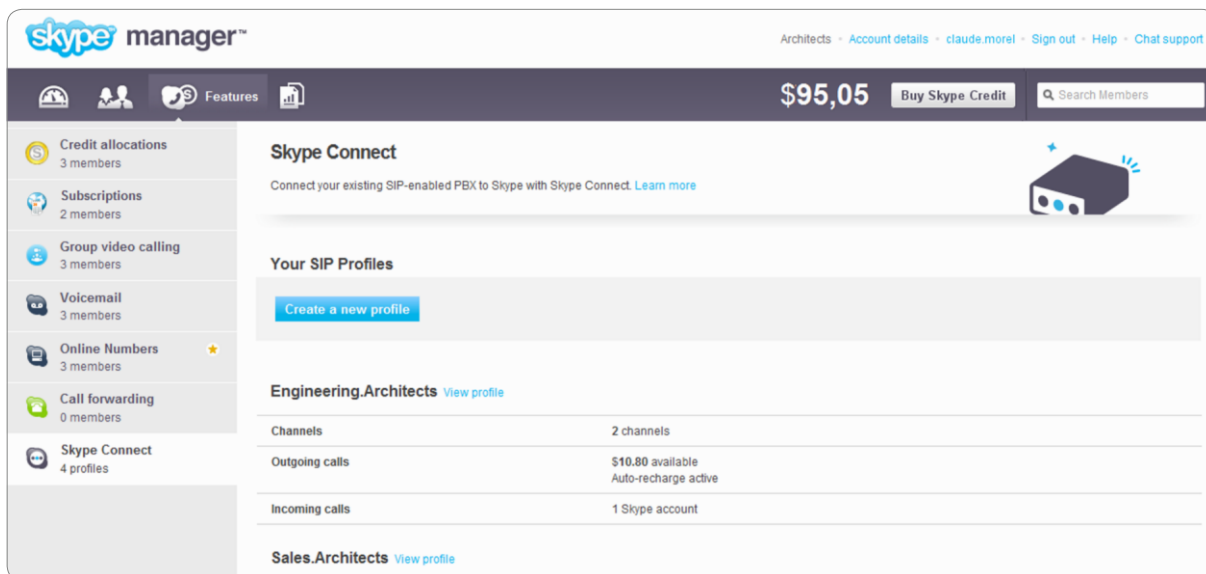 skype manager™
Architects • Account details • claude.morel • Sign out • Help • Chat support
Features
$95,05
Buy Skype Credit
Search Members
Credit allocations
3 members
Subscriptions
2 members
Group video calling
3 members
Voicemail
3 members
Online Numbers
3 members
Call forwarding
0 members
Skype Connect
4 profiles
Skype Connect
Connect your existing SIP-enabled PBX to Skype with Skype Connect. Learn more
Your SIP Profiles
Create a new profile
Engineering.Architects View profile
Channels 2 channels
Outgoing calls $10.80 available
Auto-recharge active
Incoming calls 1 Skype account
Sales.Architects View profile